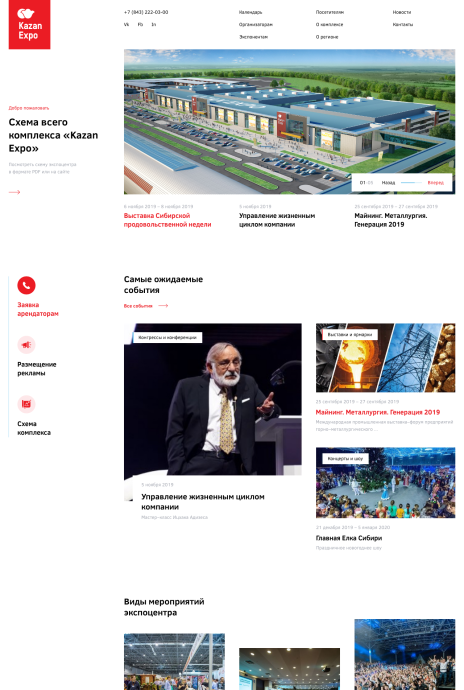 Kazan
Expo
+7 (843) 222-03-00
Vk Fb In
Календарь
Организаторам
Экспонентам
Посетителям
О комплексе
О регионе
Новости
Контакты
Добро пожаловать
Схема всего
комплекса «Kazan
Expo»
Посмотреть схему экспоцентра
в формате PDF или на сайте
01
Назад
Вперед
6 ноября 2019 – 8 ноября 2019
Выставка Сибирской
продовольственной недели
5 ноября 2019
Управление жизненным
циклом компании
25 сентября 2019 – 27 сентября 2019
Майнинг. Металлургия.
Генерация 2019
Заявка
арендаторам
Размещение
рекламы
Схема
комплекса
Самые ожидаемые
события
Все события
Конгрессы и конференции
5 ноября 2019
Управление жизненным циклом
компании
Мастер-класс Ицхака Адизеса
Выставки и ярмарки
25 сентября 2019 – 27 сентября 2019
Майнинг. Металлургия. Генерация 2019
Международная промышленная выставка-форум предприятий
горно-металлургического...
Концерты и шоу
21 декабря 2019 – 5 января 2020
Главная Елка Сибири
Праздничное новогоднее шоу
Виды мероприятий
экспоцентра